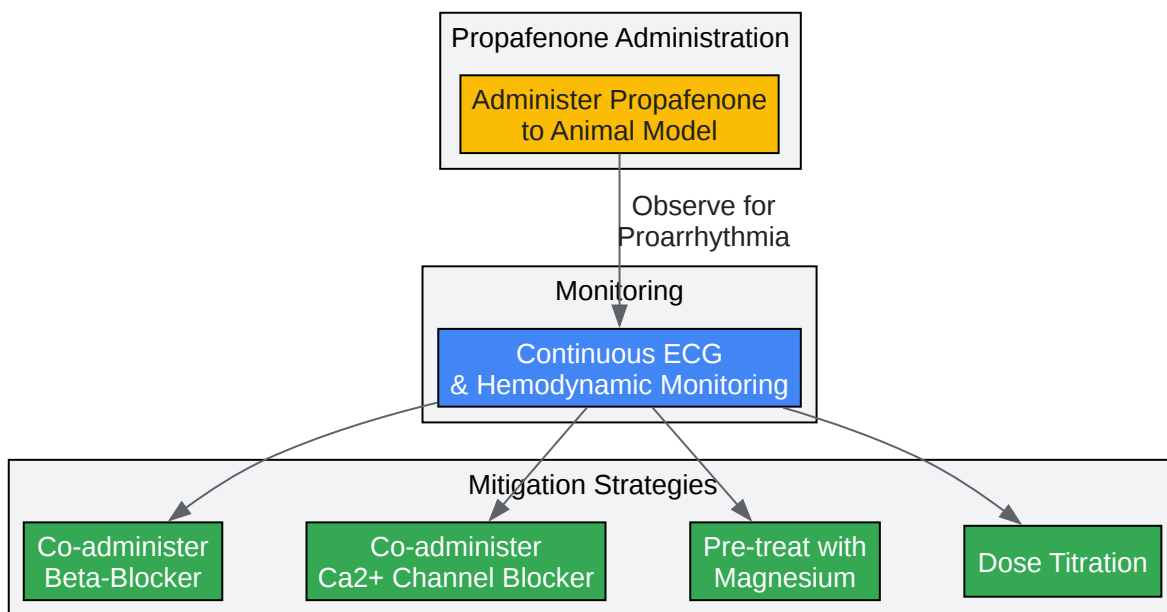 Propafenone Administration
Administer Propafenone
to Animal Model
Observe for
Proarrhythmia
Monitoring
Continuous ECG
& Hemodynamic Monitoring
Mitigation Strategies
Co-administer
Beta-Blocker
Co-administer
Ca2+ Channel Blocker
Pre-treat with
Magnesium
Dose Titration